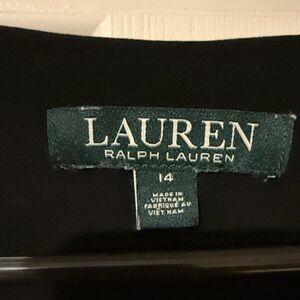 LAUREN
RALPH LAUREN
14
MADE IN
VIETNAM
FABRIQUÉ AU
VIET NAM